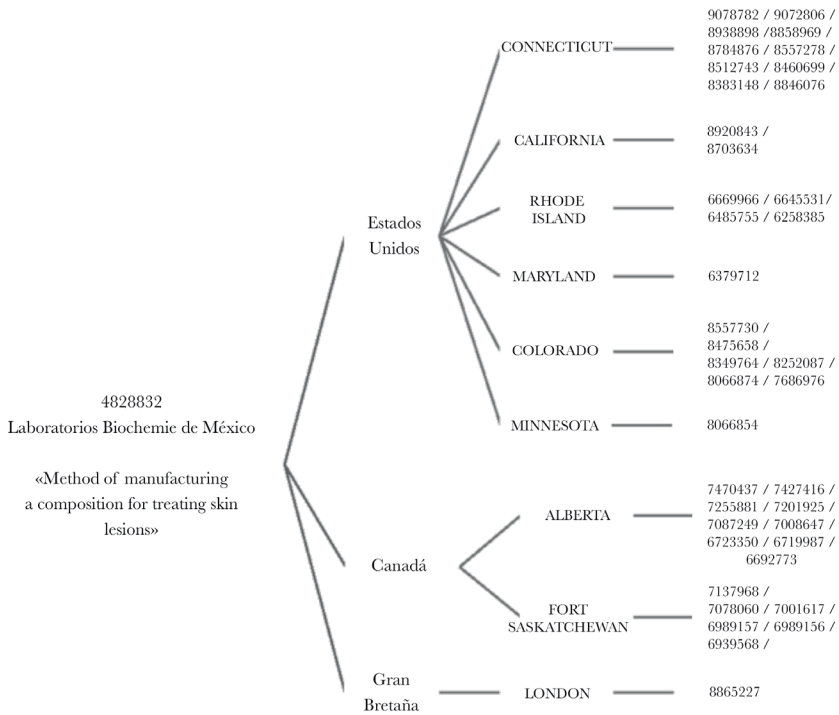 4828832
Laboratorios Biochemie de México
«Method of manufacturing
a composition for treating skin
lesions»
Estados
Unidos
CONNECTICUT
9078782 / 9072806 /
8938898 /8858969 /
8784876 / 8557278 /
8512743 / 8460699 /
8383148 / 8846076
CALIFORNIA
8920843 /
8703634
RHODE
ISLAND
6669966 / 6645531/
6485755 / 6258385
MARYLAND
6379712
COLORADO
8557730 /
8475658 /
8349764 / 8252087 /
8066874 / 7686976
MINNESOTA
8066854
Canadá
ALBERTA
7470437 / 7427416 /
7255881 / 7201925 /
7087249 / 7008647 /
6723350 / 6719987 /
6692773
FORT
SASKATCHEWAN
7137968 /
7078060 / 7001617 /
6989157 / 6989156 /
6939568 /
Gran
Bretaña
LONDON
8865227